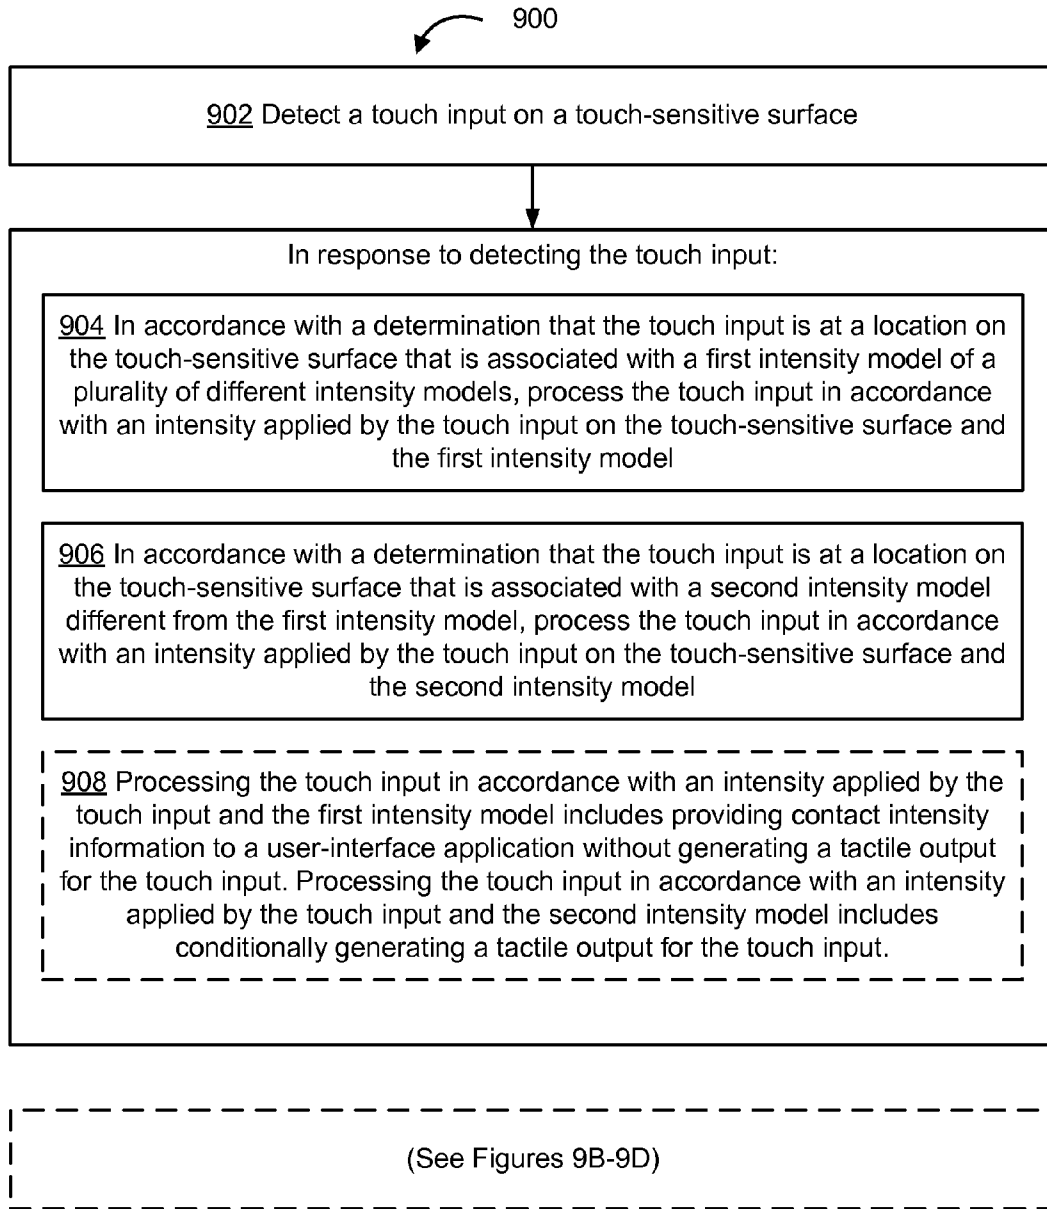 900
902 Detect a touch input on a touch-sensitive surface
In response to detecting the touch input:
904 In accordance with a determination that the touch input is at a location on
the touch-sensitive surface that is associated with a first intensity model of a
plurality of different intensity models, process the touch input in accordance
with an intensity applied by the touch input on the touch-sensitive surface and
the first intensity model
906 In accordance with a determination that the touch input is at a location on
the touch-sensitive surface that is associated with a second intensity model
different from the first intensity model, process the touch input in accordance
with an intensity applied by the touch input on the touch-sensitive surface and
the second intensity model
908 Processing the touch input in accordance with an intensity applied by the
touch input and the first intensity model includes providing contact intensity
information to a user-interface application without generating a tactile output
for the touch input. Processing the touch input in accordance with an intensity
applied by the touch input and the second intensity model includes
conditionally generating a tactile output for the touch input.
(See Figures 9B-9D)